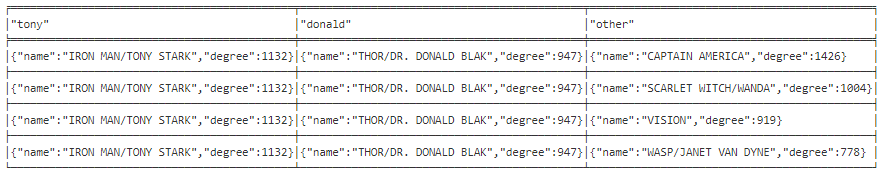 "tony" "donald" "other"
{"name":"IRON MAN/TONY STARK","degree":1132} {"name":"THOR/DR. DONALD BLAK","degree":947} {"name":"CAPTAIN AMERICA","degree":1426}
{"name":"IRON MAN/TONY STARK","degree":1132} {"name":"THOR/DR. DONALD BLAK","degree":947} {"name":"SCARLET WITCH/WANDA","degree":1004}
{"name":"IRON MAN/TONY STARK","degree":1132} {"name":"THOR/DR. DONALD BLAK","degree":947} {"name":"VISION","degree":919}
{"name":"IRON MAN/TONY STARK","degree":1132} {"name":"THOR/DR. DONALD BLAK","degree":947} {"name":"WASP/JANET VAN DYNE","degree":778}